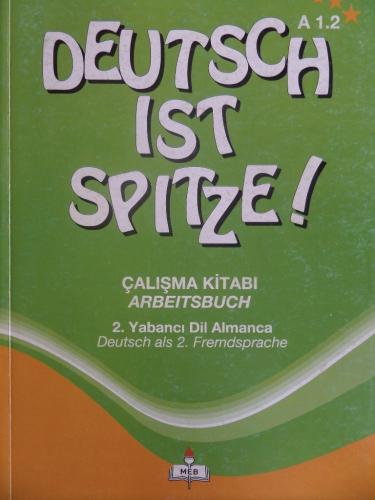 A 1.2
DEUTSCH
IST
SPITZE!
ÇALIŞMA KİTABI
ARBEITSBUCH
2. Yabancı Dil Almanca
Deutsch als 2. Fremdsprache
MEB